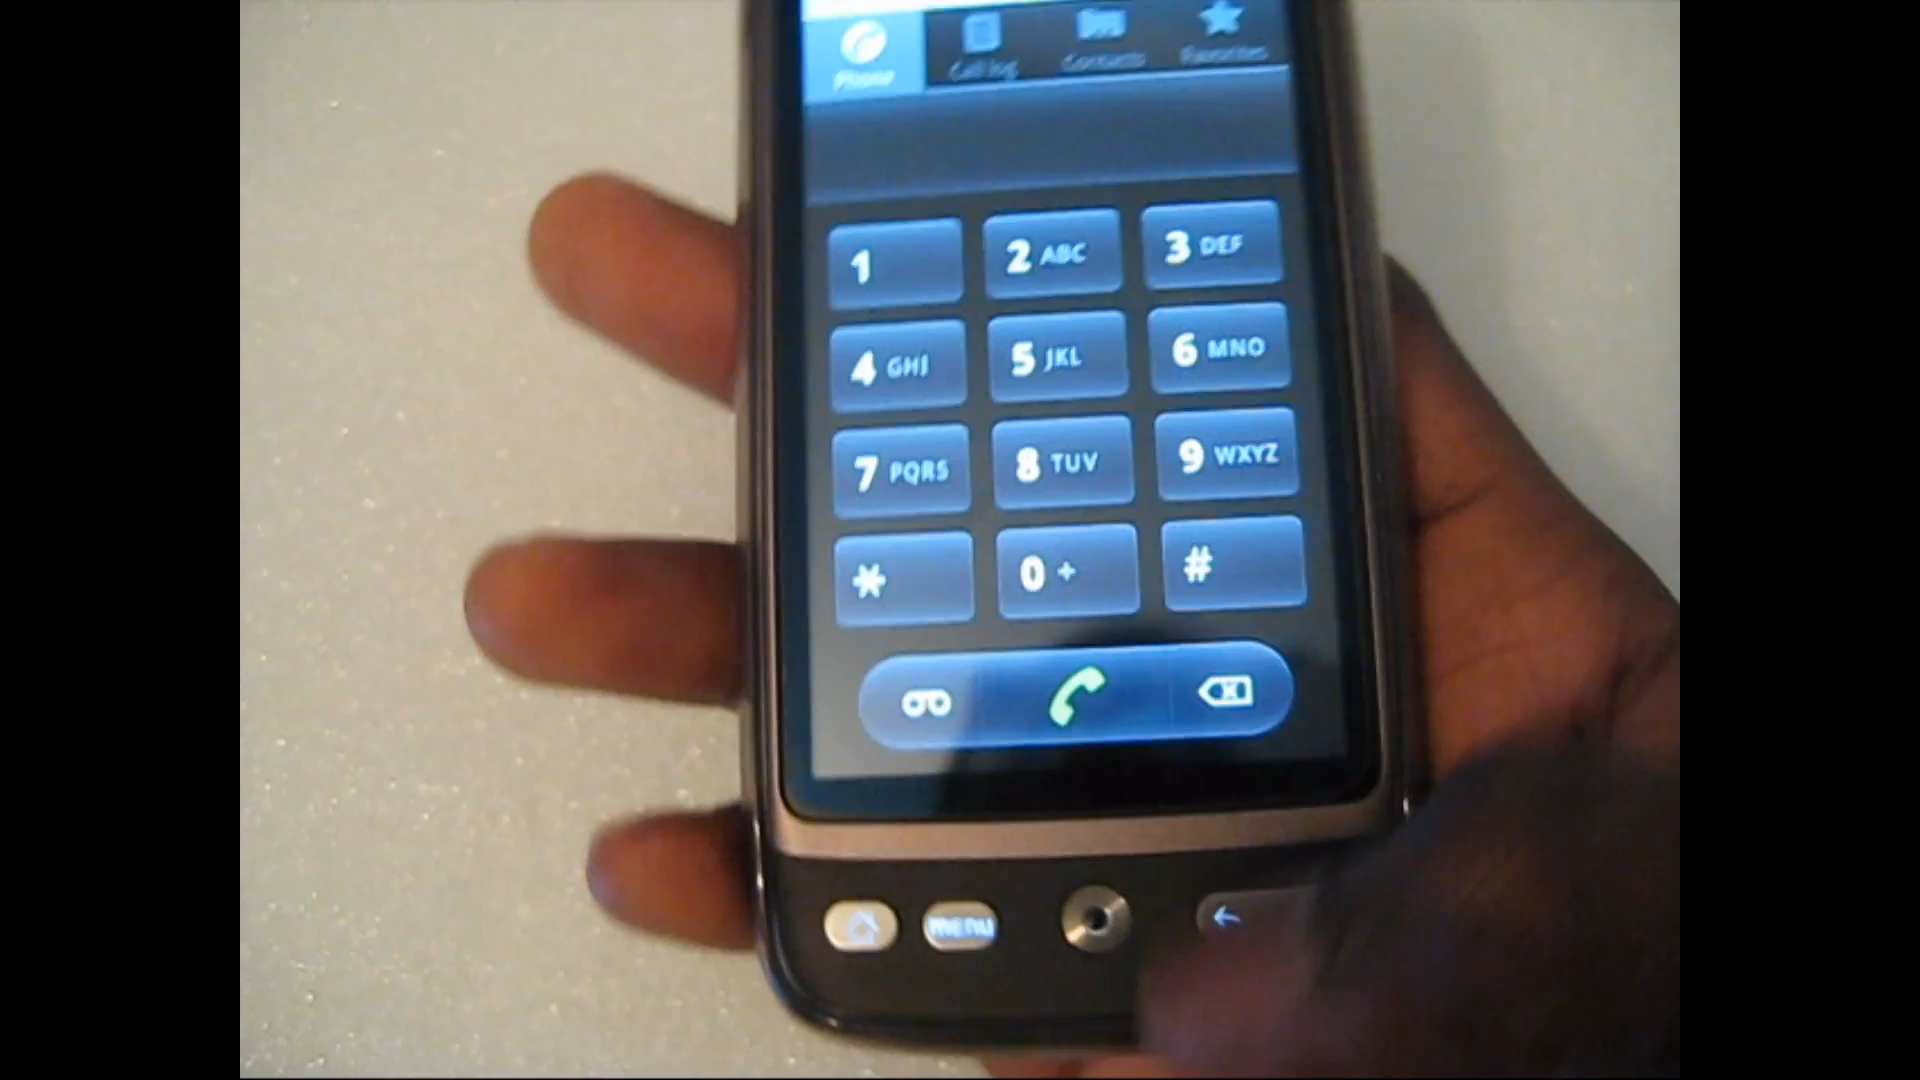 Phone Call log Contacts Favorites
1 2 ABC 3 DEF
4 GHI 5 JKL 6 MNO
7 PQRS 8 TUV 9 WXYZ
* 0 + #
MENU